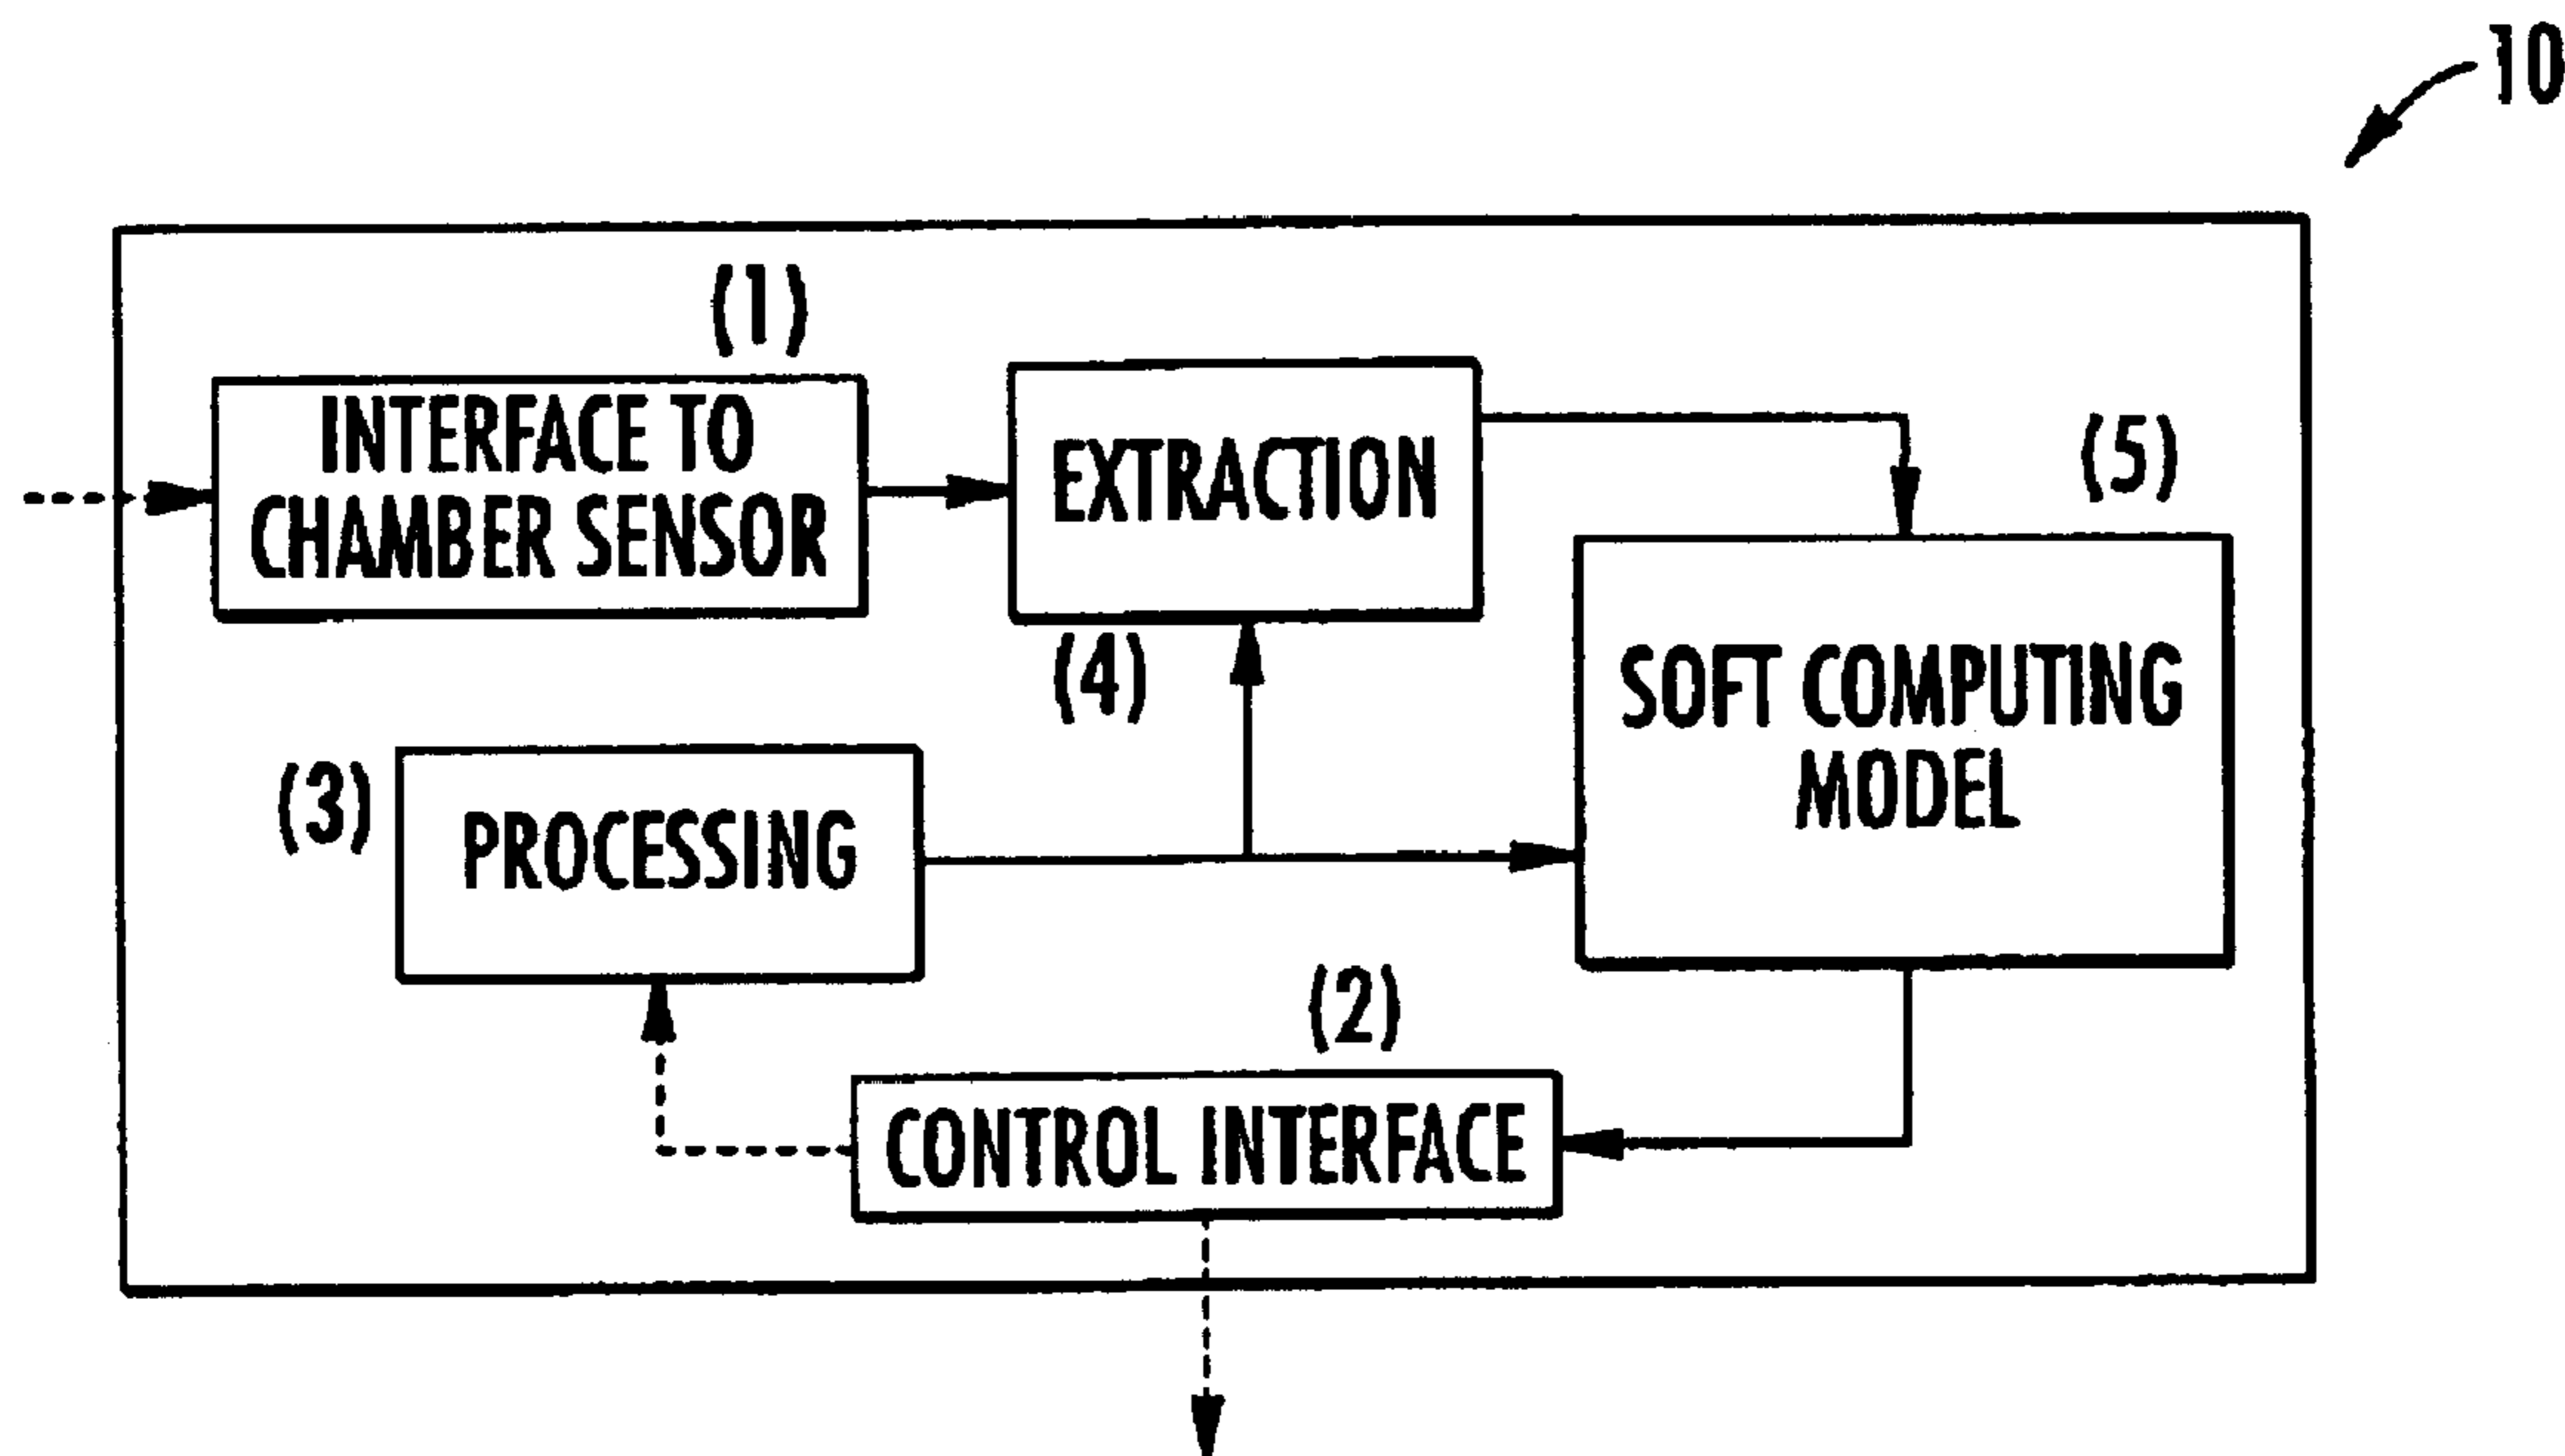 10
(1)
INTERFACE TO
CHAMBER SENSOR
EXTRACTION
(4)
(5)
SOFT COMPUTING
MODEL
(3)
PROCESSING
(2)
CONTROL INTERFACE